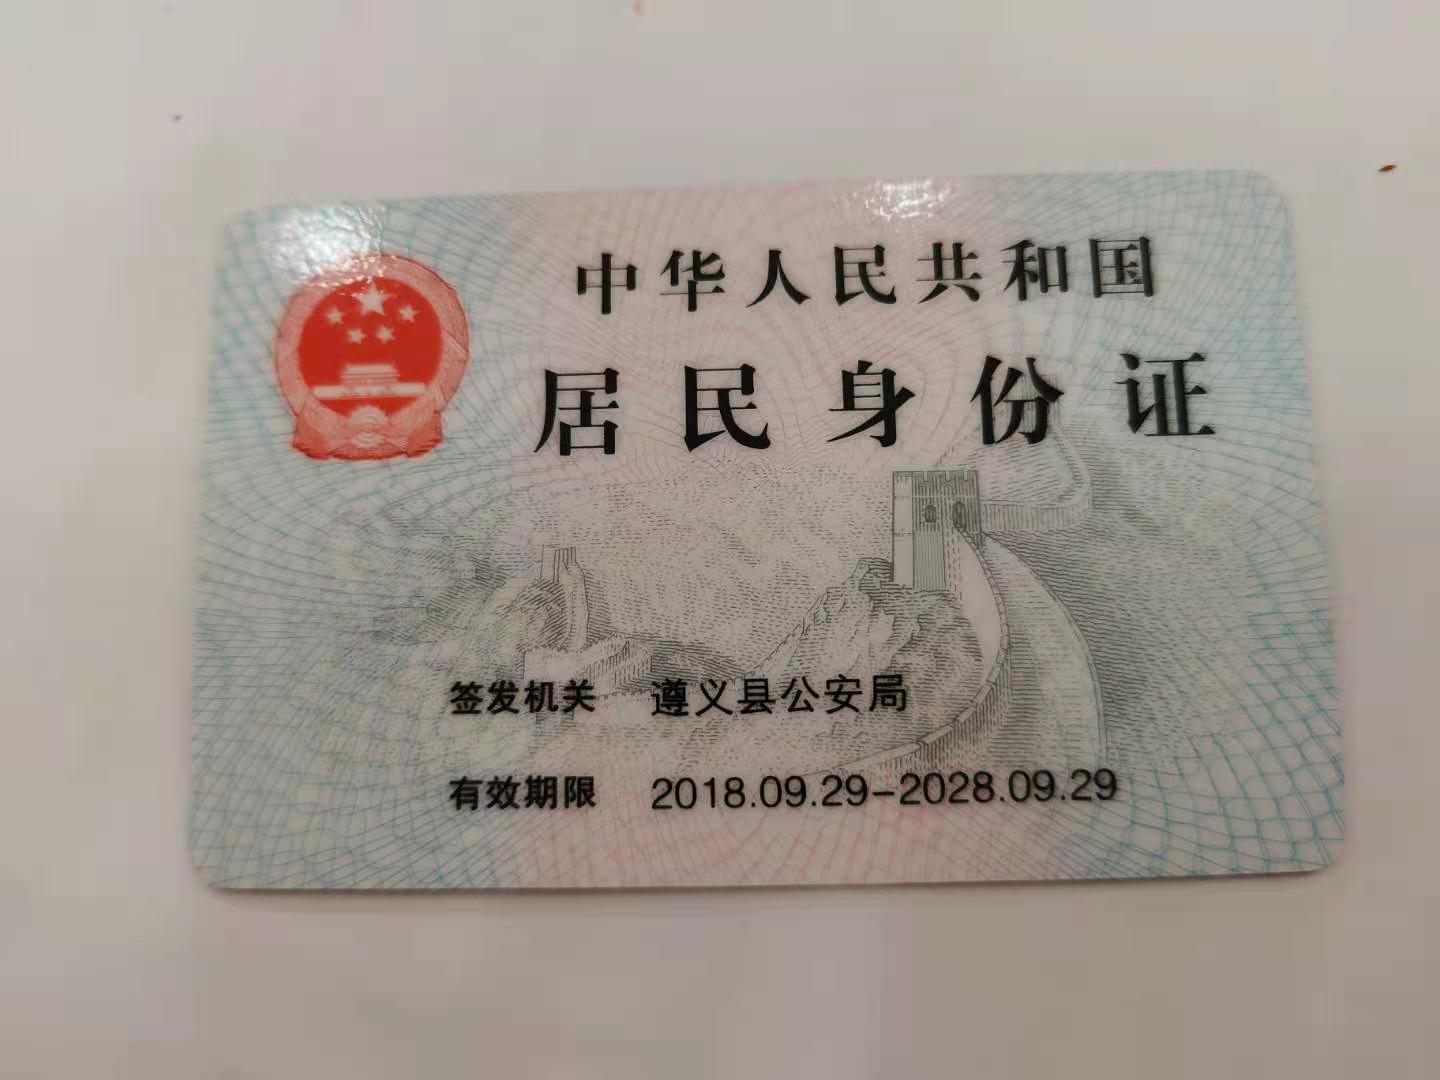 中华人民共和国
居民身份证
签发机关 遵义县公安局
有效期限 2018.09.29-2028.09.29